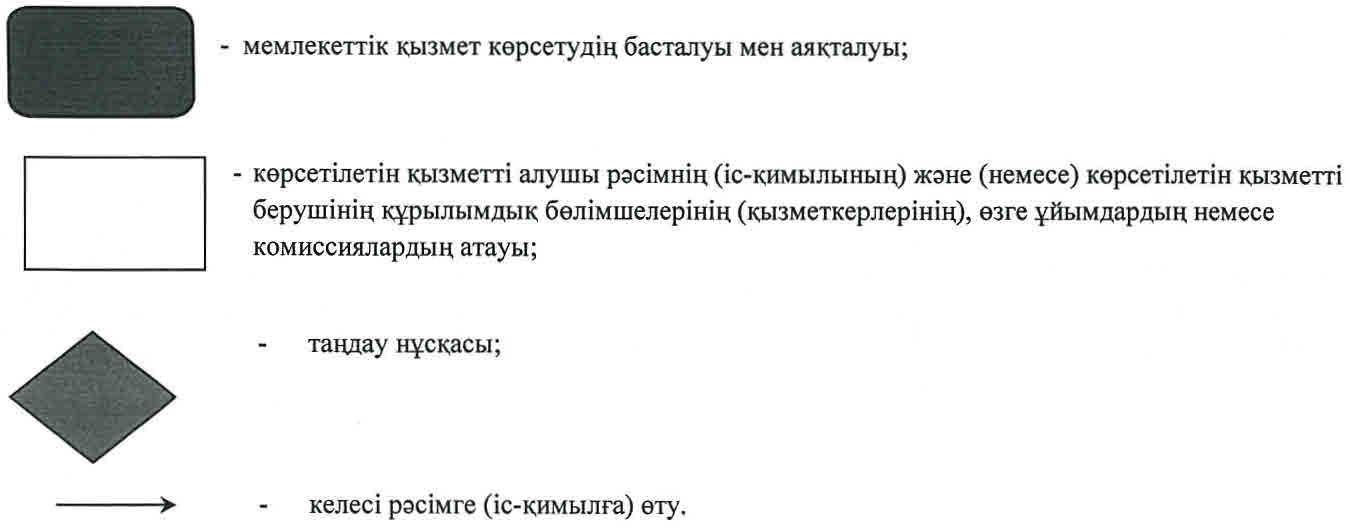 - мемлекеттік қызмет көрсетудің басталуы мен аяқталуы;
- көрсетілетін қызметті алушы рәсімнің (іс-қимылының) және (немесе) көрсетілетін қызметті
берушінің құрылымдық бөлімшелерінің (қызметкерлерінің), өзге ұйымдардың немесе
комиссиялардың атауы;
- таңдау нұсқасы;
- келесі рәсімге (іс-қимылға) өту.